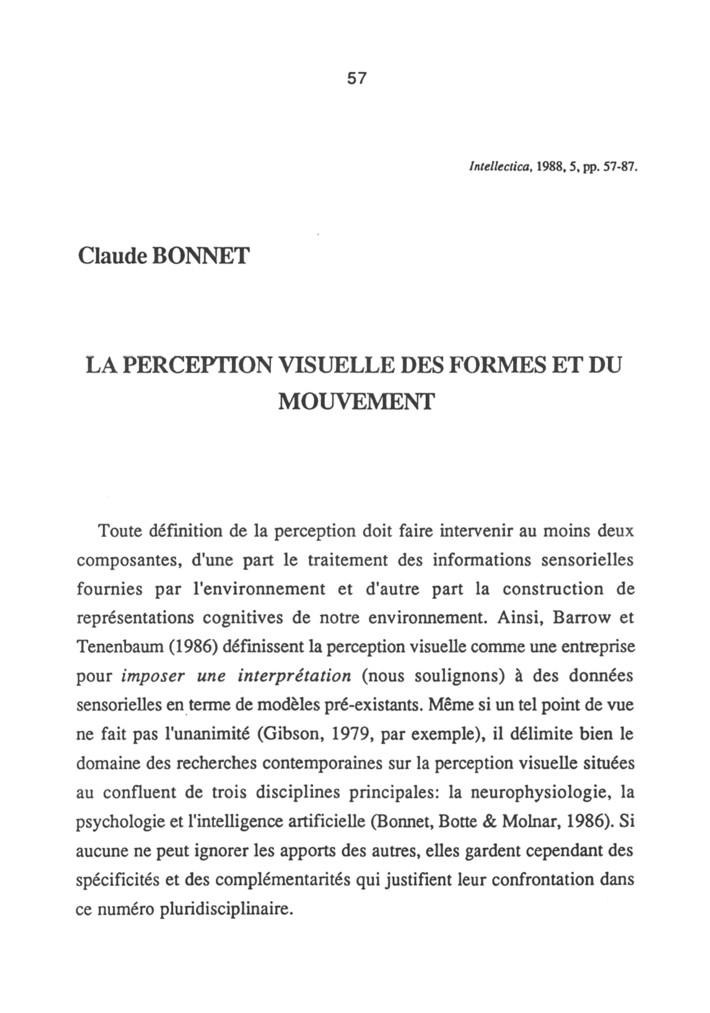 57
Intellectica, 1988, 5, pp. 57-87.
Claude BONNET
LA PERCEPTION VISUELLE DES FORMES ET DU
MOUVEMENT
Toute définition de la perception doit faire intervenir au moins deux
composantes, d'une part le traitement des informations sensorielles
fournies par l'environnement et d'autre part la construction de
représentations cognitives de notre environnement. Ainsi, Barrow et
Tenenbaum (1986) définissent la perception visuelle comme une entreprise
pour imposer une interprétation (nous soulignons) à des données
sensorielles en terme de modèles pré-existants. Même si un tel point de vue
ne fait pas l'unanimité (Gibson, 1979, par exemple), il délimite bien le
domaine des recherches contemporaines sur la perception visuelle situées
au confluent de trois disciplines principales: la neurophysiologie, la
psychologie et l'intelligence artificielle (Bonnet, Botte & Molnar, 1986). Si
aucune ne peut ignorer les apports des autres, elles gardent cependant des
spécificités et des complémentarités qui justifient leur confrontation dans
ce numéro pluridisciplinaire.